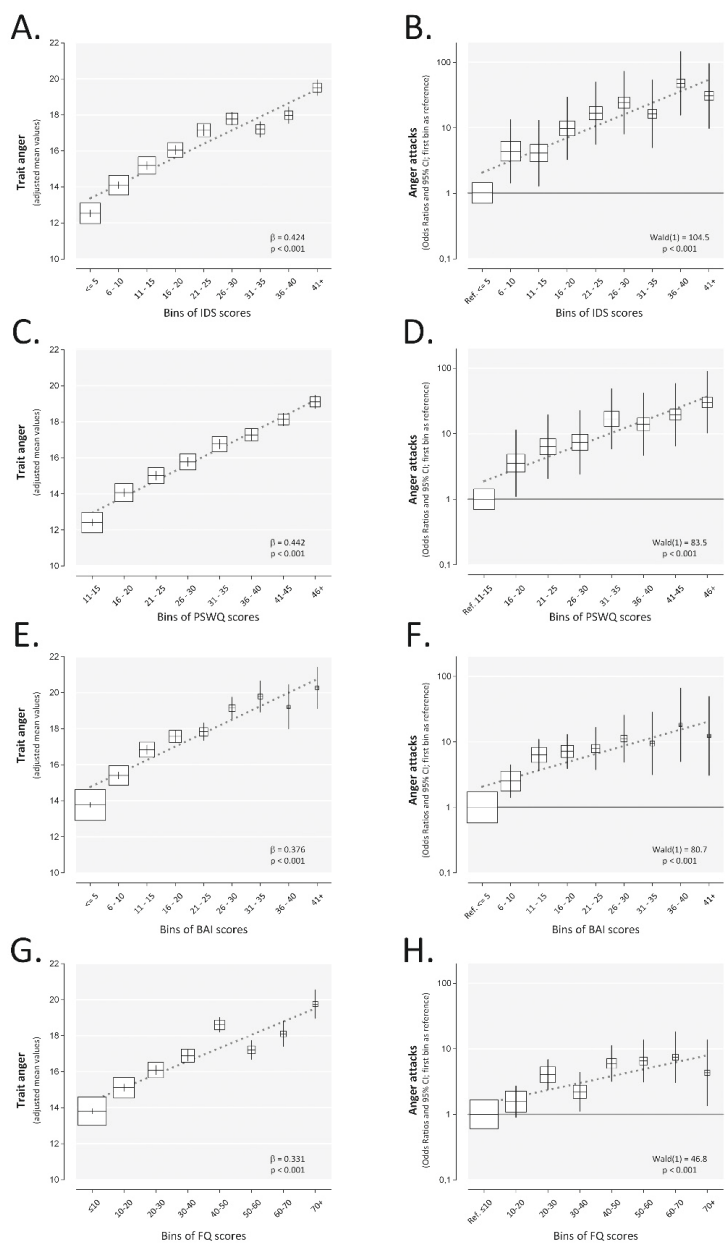 A.
22
20
18
16
14
12
10
Trait anger
(adjusted mean values)
β = 0.424
p < 0.001
<= 5
6 - 10
11 - 15
16 - 20
21 - 25
26 - 30
31 - 35
36 - 40
41+
Bins of IDS scores
B.
100
10
1
0,1
Anger attacks
(Odds Ratios and 95% CI; first bin as reference)
Wald(1) = 104.5
p < 0.001
Ref. <= 5
6 - 10
11 - 15
16 - 20
21 - 25
26 - 30
31 - 35
36 - 40
41+
Bins of IDS scores
C.
22
20
18
16
14
12
10
Trait anger
(adjusted mean values)
β = 0.442
p < 0.001
11-15
16 - 20
21 - 25
26 - 30
31 - 35
36 - 40
41-45
46+
Bins of PSWQ scores
D.
100
10
1
0,1
Anger attacks
(Odds Ratios and 95% CI; first bin as reference)
Wald(1) = 83.5
p < 0.001
Ref. 11-15
16 - 20
21 - 25
26 - 30
31 - 35
36 - 40
41-45
46+
Bins of PSWQ scores
E.
22
20
18
16
14
12
10
Trait anger
(adjusted mean values)
β = 0.376
p < 0.001
<= 5
6 - 10
11 - 15
16 - 20
21 - 25
26 - 30
31 - 35
36 - 40
41+
Bins of BAI scores
F.
100
10
1
0,1
Anger attacks
(Odds Ratios and 95% CI; first bin as reference)
Wald(1) = 80.7
p < 0.001
Ref. <= 5
6 - 10
11 - 15
16 - 20
21 - 25
26 - 30
31 - 35
36 - 40
41+
Bins of BAI scores
G.
22
20
18
16
14
12
10
Trait anger
(adjusted mean values)
β = 0.331
p < 0.001
≤10
10-20
20-30
30-40
40-50
50-60
60-70
70+
Bins of FQ scores
H.
100
10
1
0,1
Anger attacks
(Odds Ratios and 95% CI; first bin as reference)
Wald(1) = 46.8
p < 0.001
Ref. ≤10
10-20
20-30
30-40
40-50
50-60
60-70
70+
Bins of FQ scores